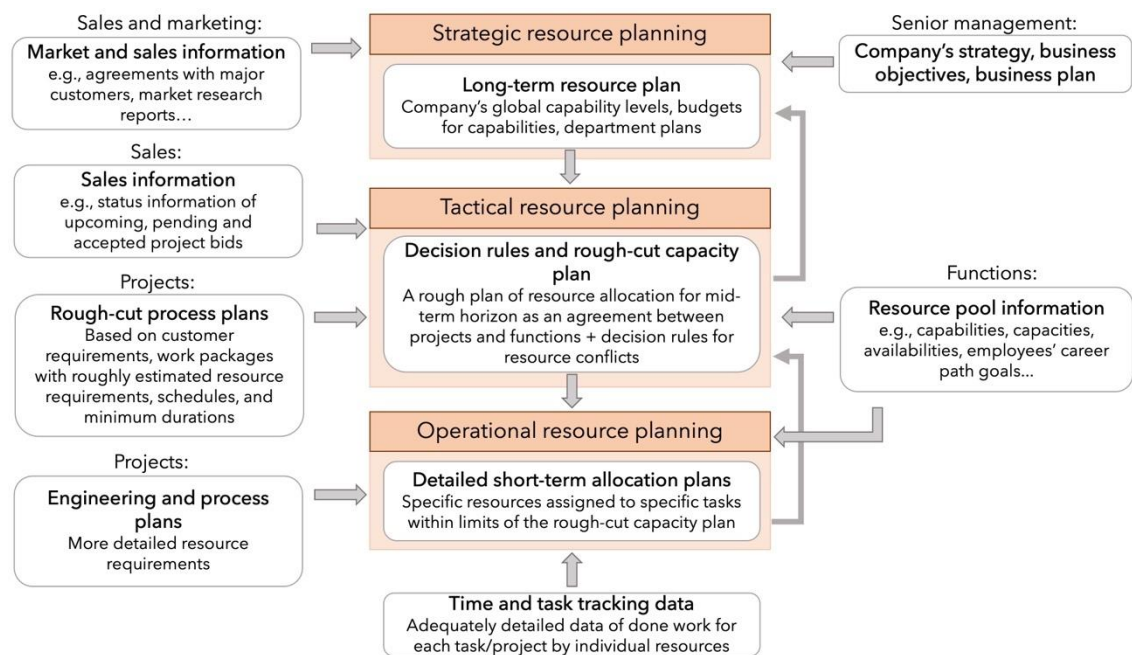 Sales and marketing:
Market and sales information
e.g., agreements with major
customers, market research
reports…
Sales:
Sales information
e.g., status information of
upcoming, pending and
accepted project bids
Projects:
Rough-cut process plans
Based on customer
requirements, work packages
with roughly estimated resource
requirements, schedules, and
minimum durations
Projects:
Engineering and process
plans
More detailed resource
requirements
Strategic resource planning
Long-term resource plan
Company’s global capability levels, budgets
for capabilities, department plans
Tactical resource planning
Decision rules and rough-cut capacity
plan
A rough plan of resource allocation for mid-
term horizon as an agreement between
projects and functions + decision rules for
resource conflicts
Operational resource planning
Detailed short-term allocation plans
Specific resources assigned to specific tasks
within limits of the rough-cut capacity plan
Time and task tracking data
Adequately detailed data of done work for
each task/project by individual resources
Senior management:
Company’s strategy, business
objectives, business plan
Functions:
Resource pool information
e.g., capabilities, capacities,
availabilities, employees’ career
path goals...